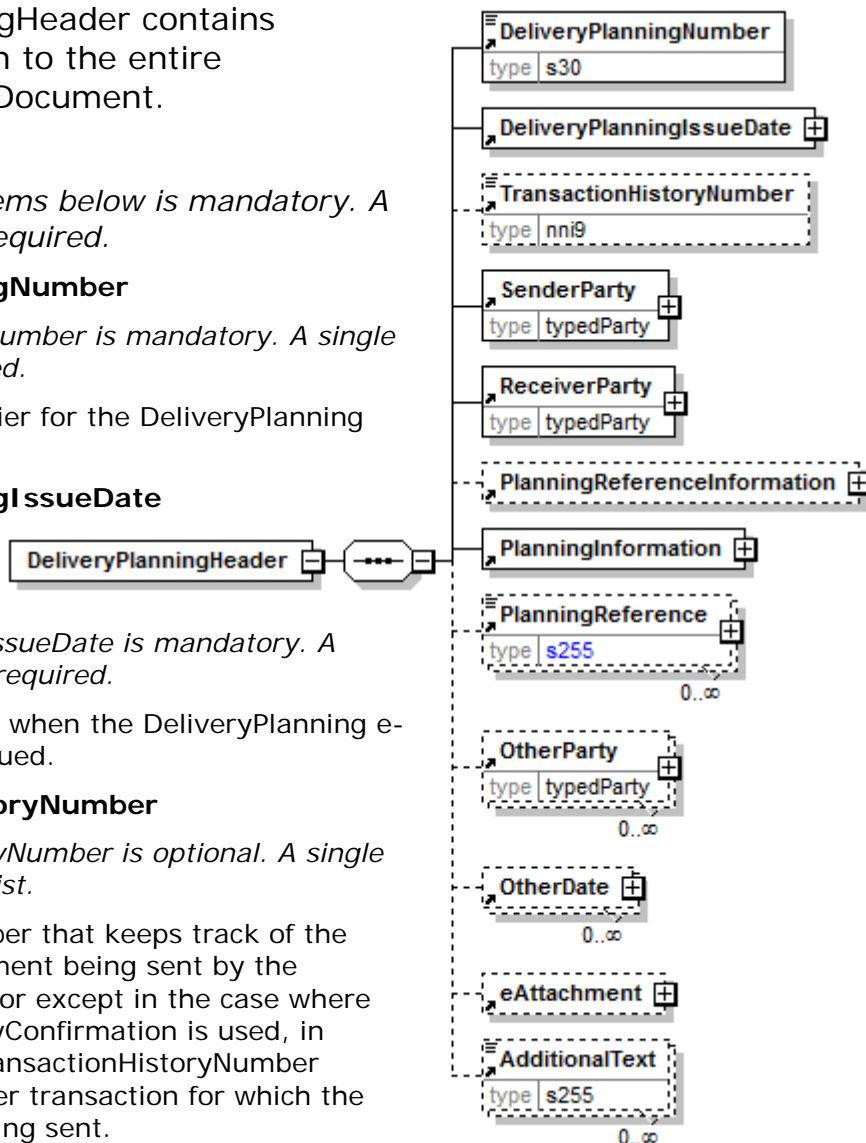 gHeader contains
n to the entire
Document.
ems below is mandatory. A
equired.
gNumber
umber is mandatory. A single
ed.
ier for the DeliveryPlanning
gIssueDate
ssueDate is mandatory. A
required.
when the DeliveryPlanning e-
ued.
oryNumber
yNumber is optional. A single
ist.
ber that keeps track of the
ment being sent by the
or except in the case where
yConfirmation is used, in
ansactionHistoryNumber
er transaction for which the
ng sent.
DeliveryPlanningHeader
DeliveryPlanningNumber
type s30
DeliveryPlanningIssueDate
TransactionHistoryNumber
type nni9
SenderParty
type typedParty
ReceiverParty
type typedParty
PlanningReferenceInformation
PlanningInformation
PlanningReference
type s255
0..∞
OtherParty
type typedParty
0..∞
OtherDate
0..∞
eAttachment
AdditionalText
type s255
0..∞